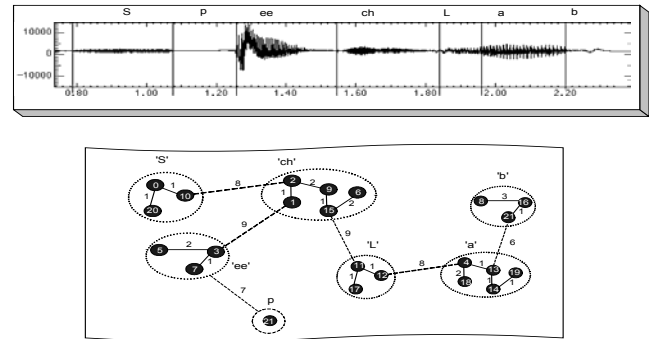 S p ee ch L a b
10000
0
-10000
0.80 1.00 1.20 1.40 1.60 1.80 2.00 2.20
'S' 'ch' 'b'
0 1 10 1 20
8
2 2 9 6 1 1 1 15 2
8 3 16 21 1
9
9
6
5 2 3 1 7
'ee'
7
p
21
'L'
11 1 12 1 17
8
'a'
4 1 13 19 2 18 1 14 1